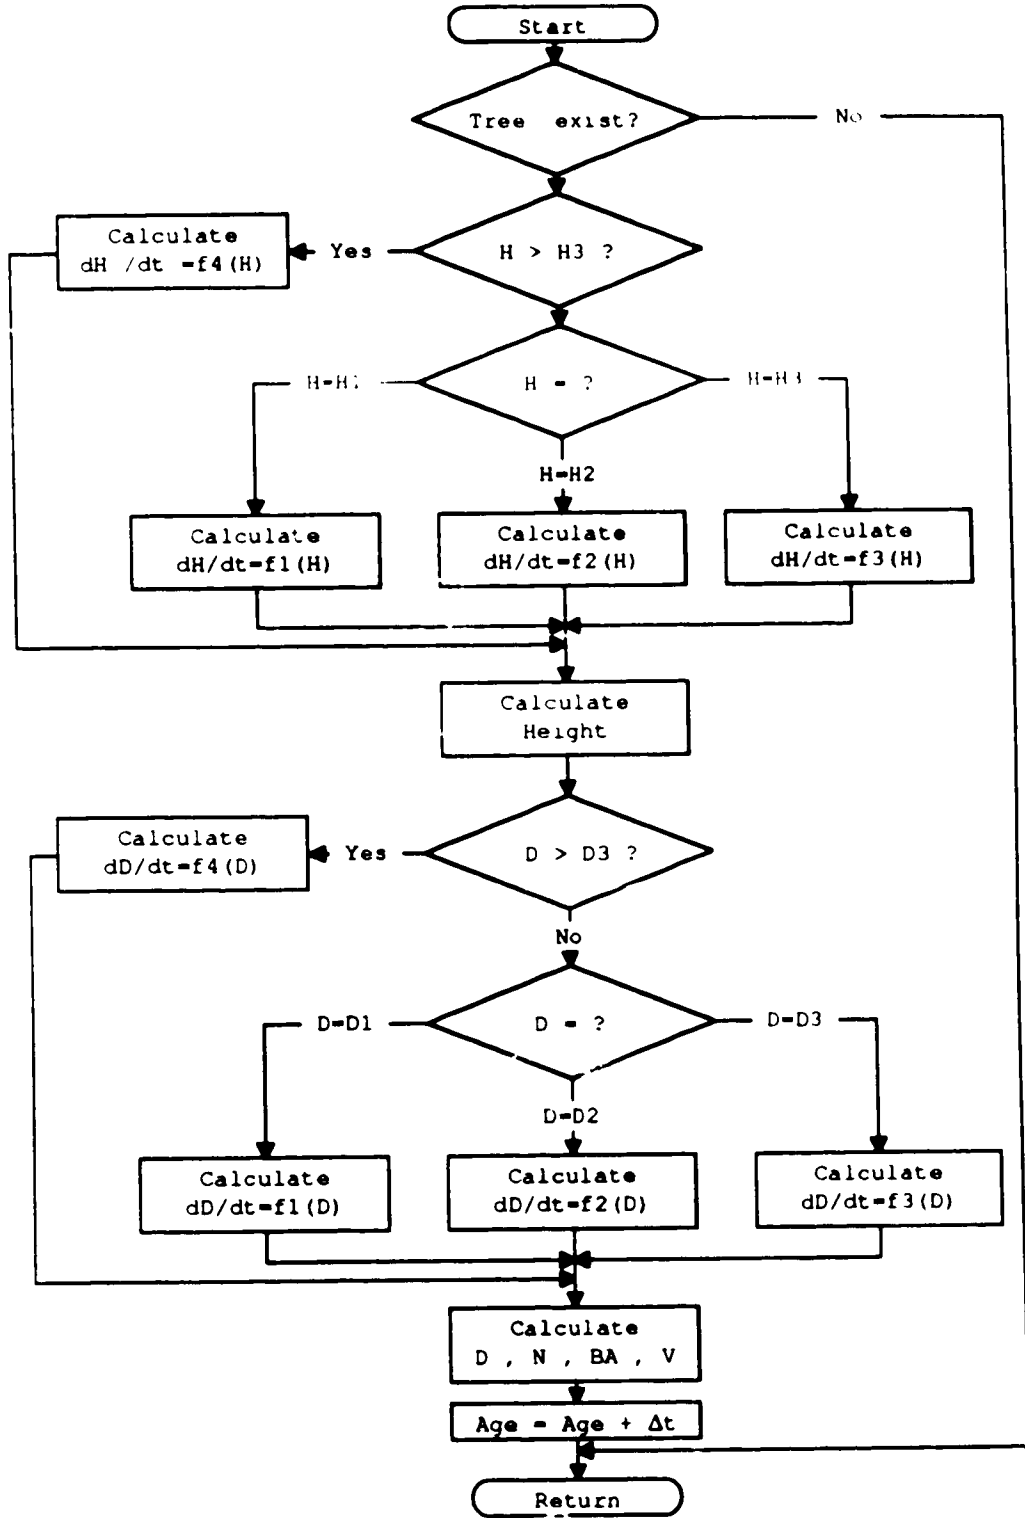 Start
Tree exist?
No
Calculate
dH /dt =f4(H)
Yes
H > H3 ?
H=H1
H = ?
H=H3
H=H2
Calculate
dH/dt=f1(H)
Calculate
dH/dt=f2(H)
Calculate
dH/dt=f3(H)
Calculate
Height
Calculate
dD/dt=f4(D)
Yes
D > D3 ?
No
D=D1
D = ?
D=D3
D=D2
Calculate
dD/dt=f1(D)
Calculate
dD/dt=f2(D)
Calculate
dD/dt=f3(D)
Calculate
D , N , BA , V
Age = Age + Δt
Return